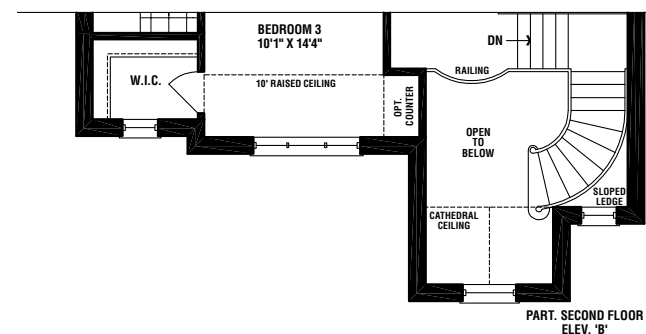 BEDROOM 3
10'1" X 14'4"
DN
W.I.C.
10' RAISED CEILING
RAILING
OPT.
COUNTER
OPEN
TO
BELOW
SLOPED
LEDGE
CATHEDRAL
CEILING
PART. SECOND FLOOR
ELEV. 'B'